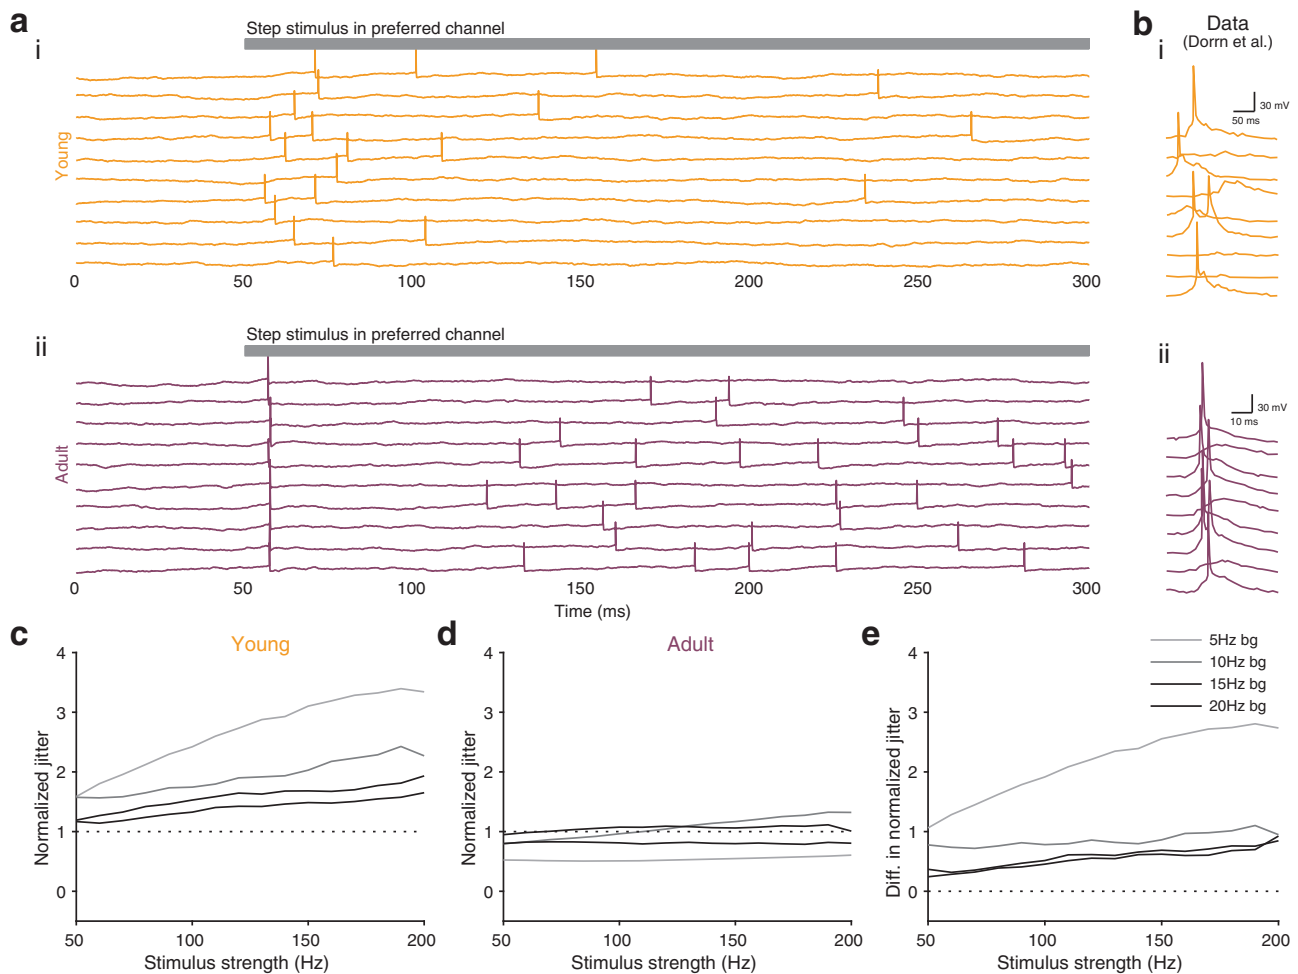 a
i
Step stimulus in preferred channel
Young
0 50 100 150 200 250 300
b
Data
(Dorrn et al.)
i
30 mV
50 ms
ii
Step stimulus in preferred channel
Adult
0 50 100 150 200 250 300
Time (ms)
ii
30 mV
10 ms
c
Young
Normalized jitter
4
3
2
1
0
50 100 150 200
Stimulus strength (Hz)
d
Adult
Normalized jitter
4
3
2
1
0
50 100 150 200
Stimulus strength (Hz)
e
5Hz bg
10Hz bg
15Hz bg
20Hz bg
Diff. in normalized jitter
4
3
2
1
0
50 100 150 200
Stimulus strength (Hz)